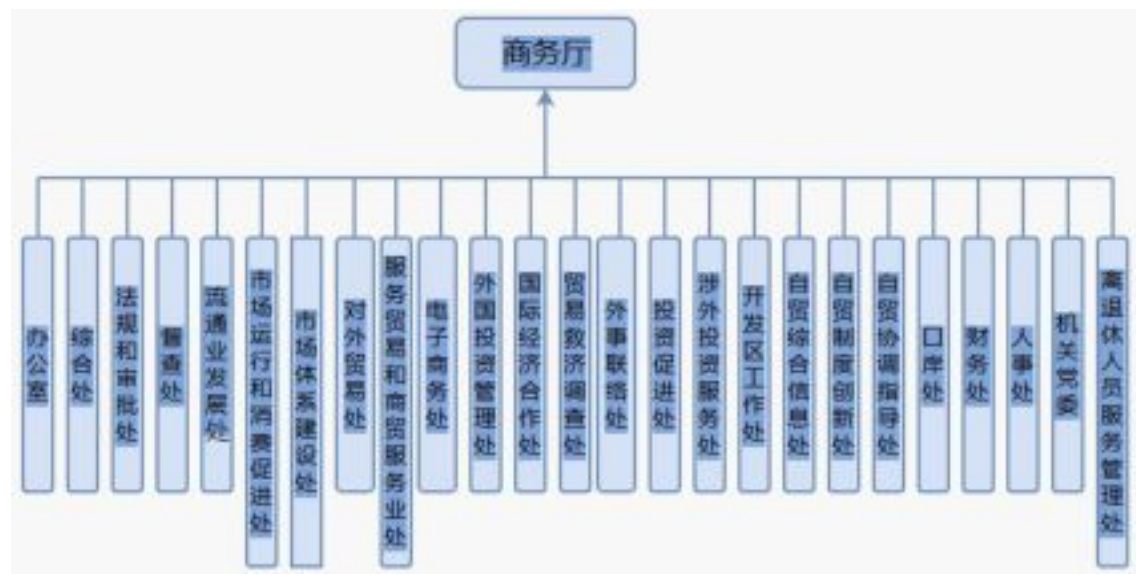 商务厅
办公室
综合处
法规和审批处
督查处
流通业发展处
市场运行和消费促进处
市场体系建设处
对外贸易处
服务贸易和商贸服务业处
电子商务处
外国投资管理处
国际经济合作处
贸易救济调查处
外事联络处
投资促进处
涉外投资服务处
开发区工作处
自贸综合信息处
自贸制度创新处
自贸协调指导处
口岸处
财务处
人事处
机关党委
离退休人员服务管理处